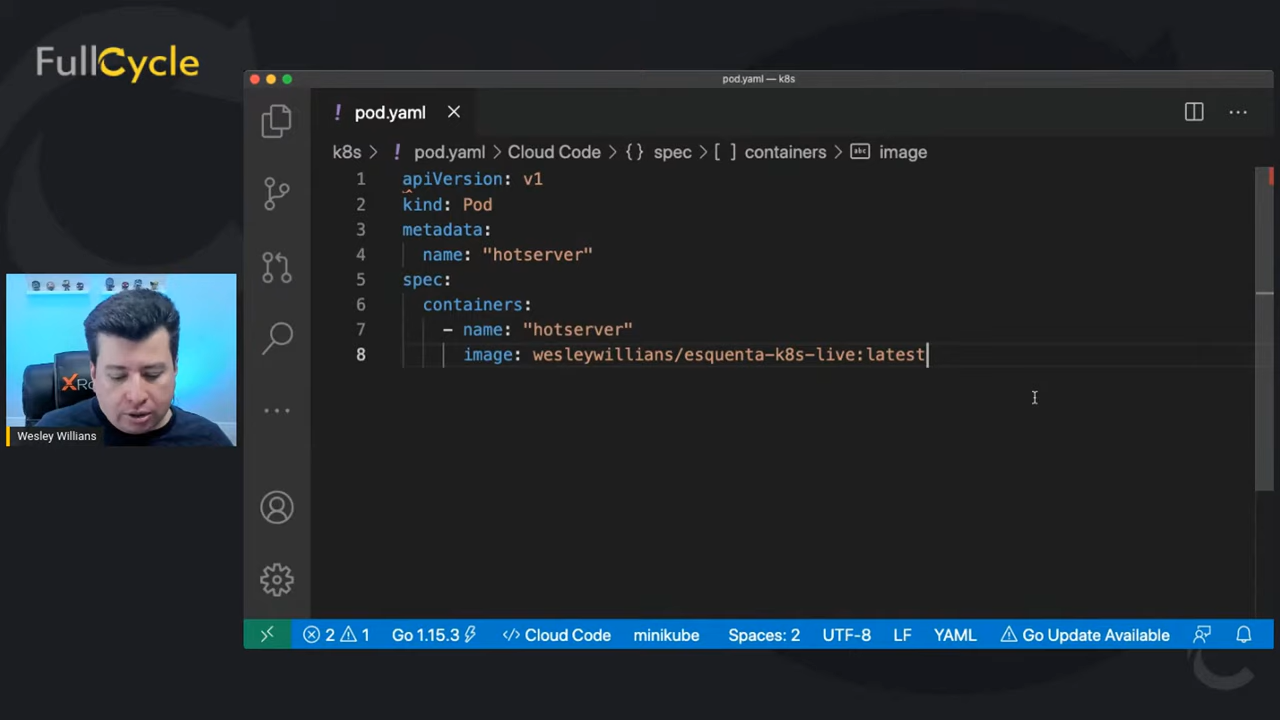 FullCycle
pod.yaml — k8s
! pod.yaml
k8s > ! pod.yaml > Cloud Code > {} spec > [ ] containers > abc image
1 apiVersion: v1
2 kind: Pod
3 metadata:
4 name: "hotserver"
5 spec:
6 containers:
7 - name: "hotserver"
8 image: wesleywillians/esquenta-k8s-live:latest
Wesley Willians
2 1 Go 1.15.3 </> Cloud Code minikube Spaces: 2 UTF-8 LF YAML Go Update Available